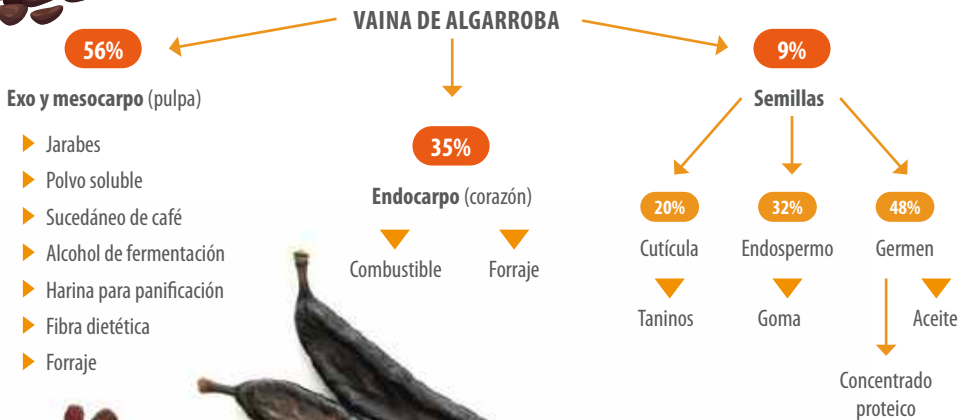 VAINA DE ALGARROBA
56%
Exo y mesocarpo (pulpa)
Jarabes
Polvo soluble
Sucedáneo de café
Alcohol de fermentación
Harina para panificación
Fibra dietética
Forraje
35%
Endocarpo (corazón)
Combustible
Forraje
9%
Semillas
20%
Cutícula
Taninos
32%
Endospermo
Goma
48%
Germen
Aceite
Concentrado
proteico